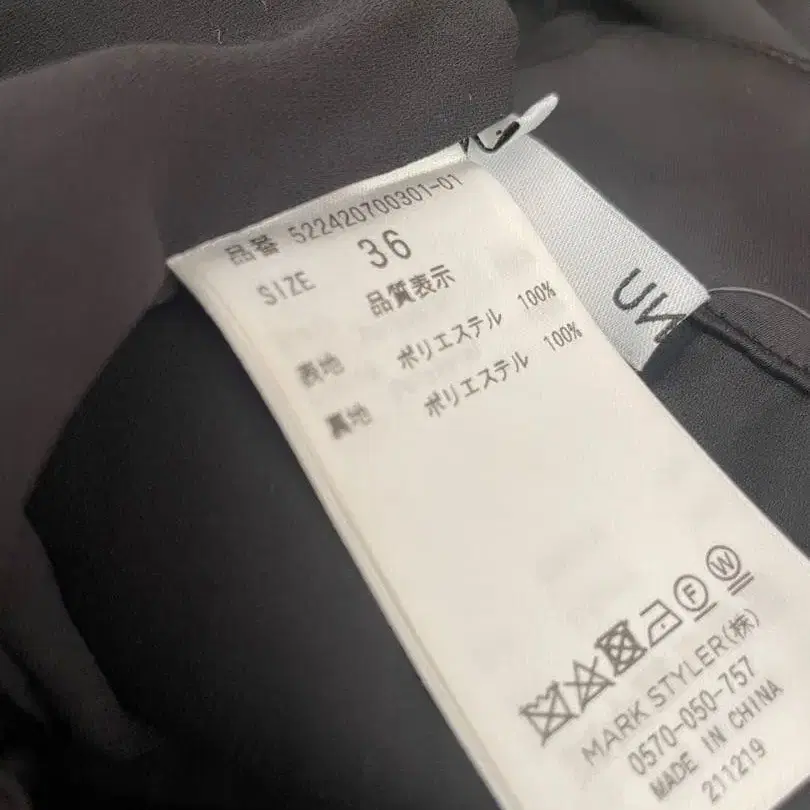 品番 522420700301-01
SIZE 36
品質表示
表地 ポリエステル 100%
裏地 ポリエステル 100%
F W
MARK STYLER(株)
0570-050-757
MADE IN CHINA
211219
UN